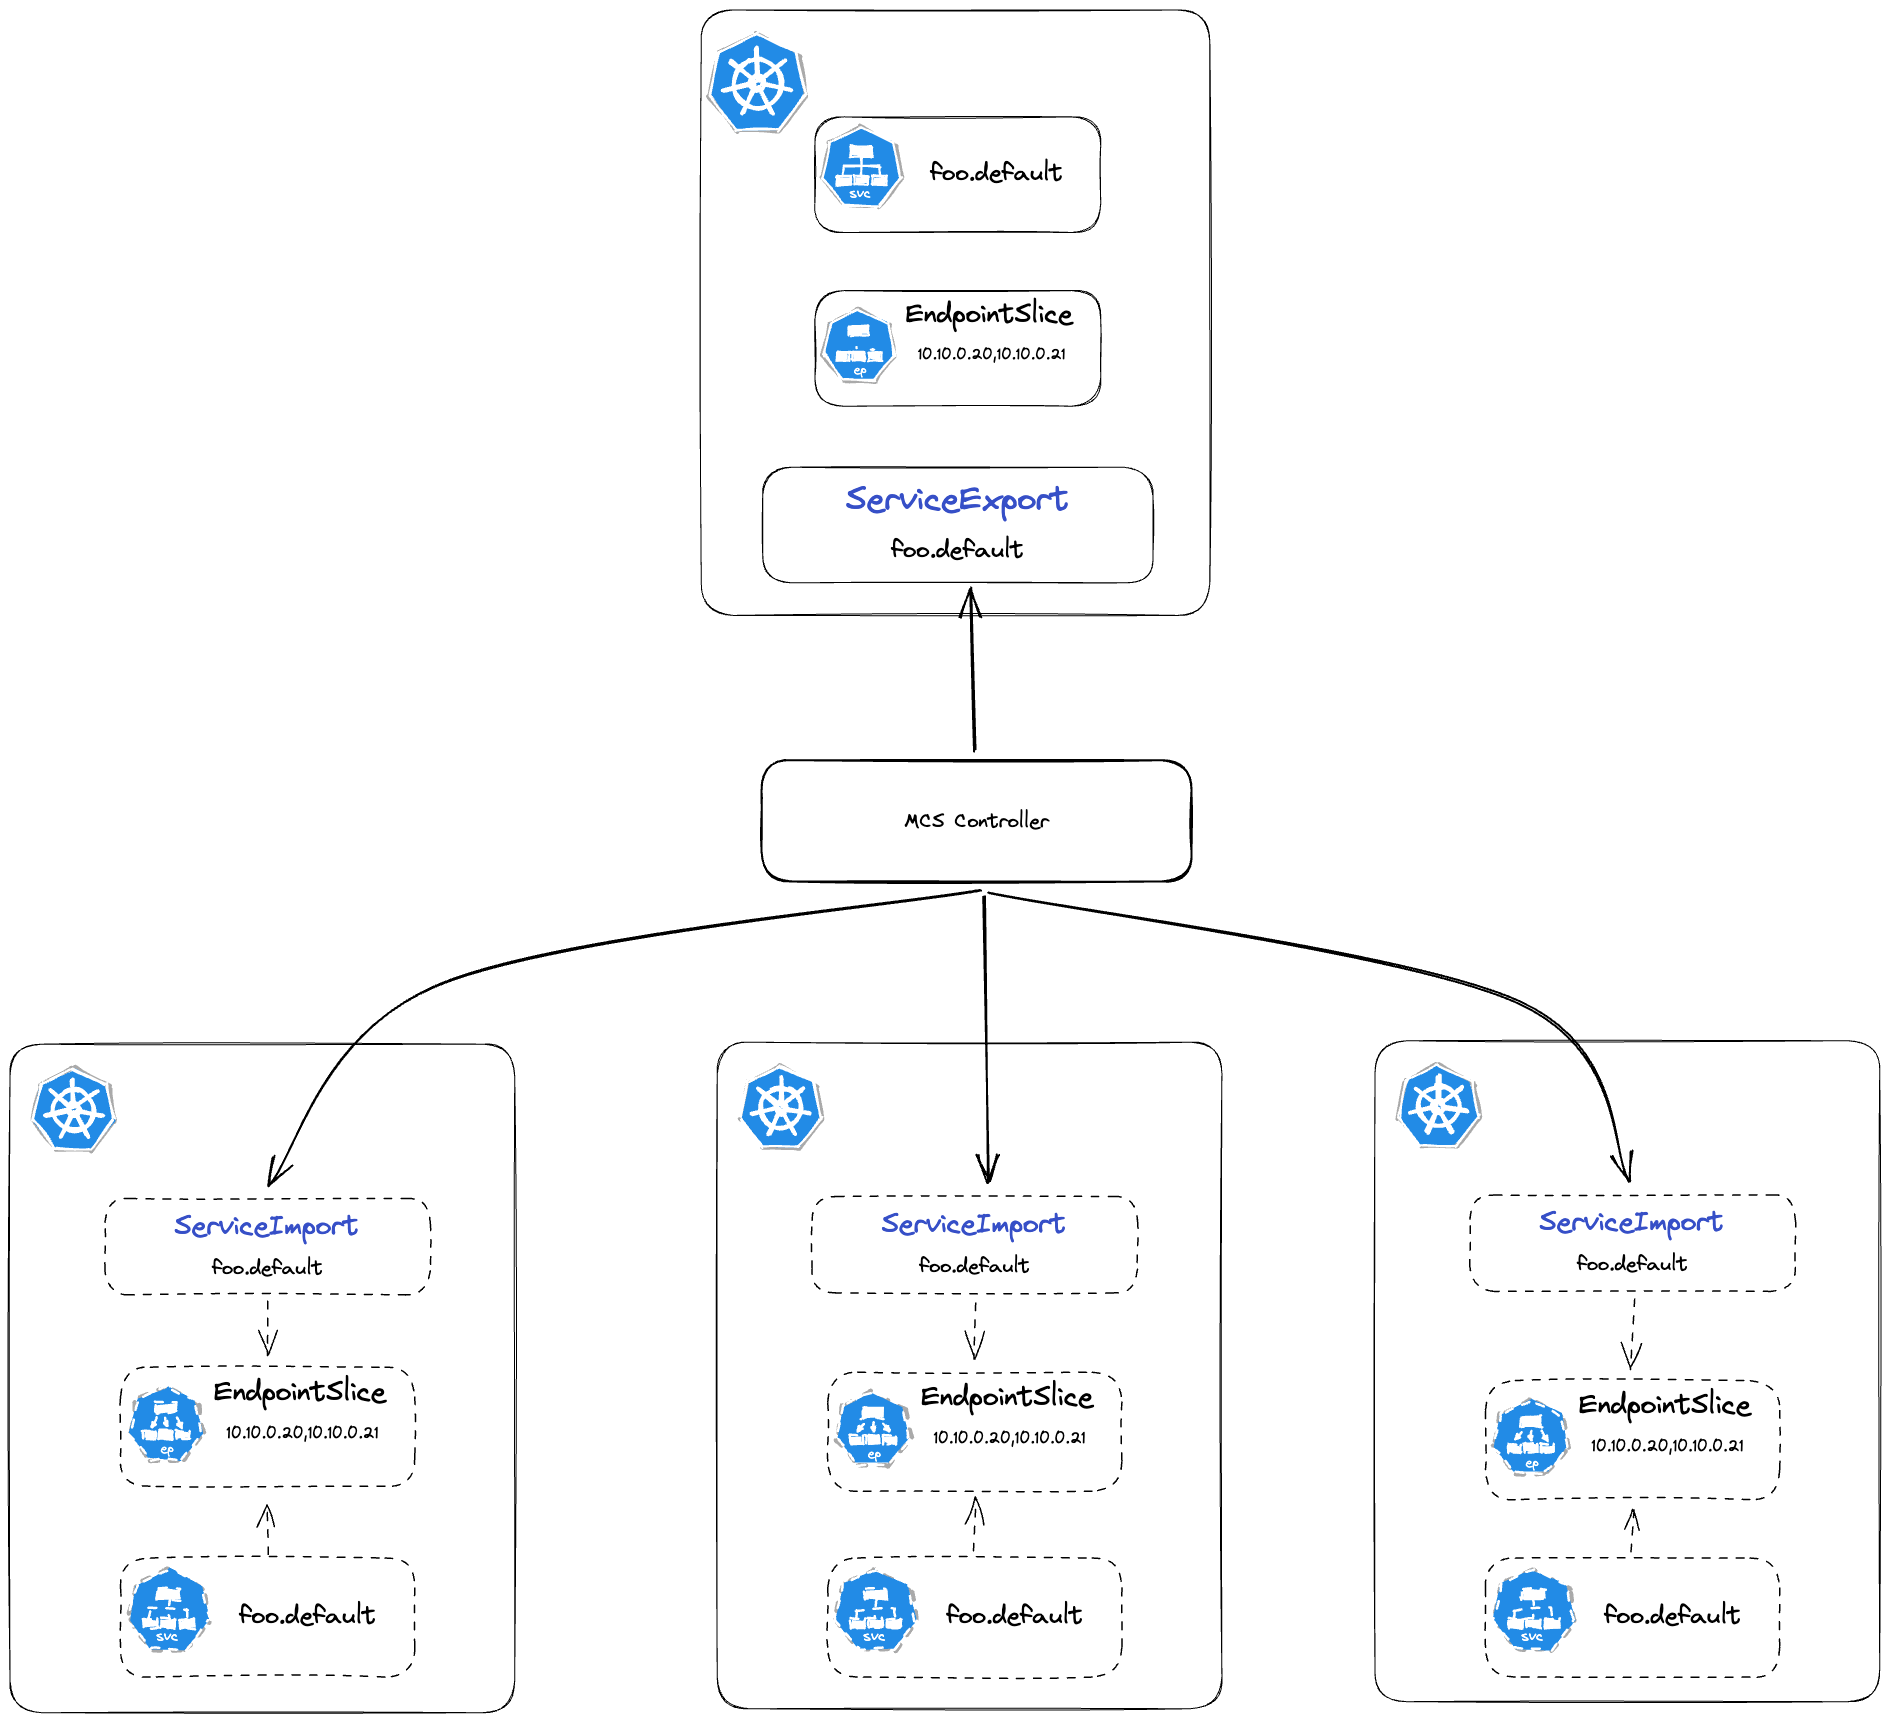 svc
foo.default
EndpointSlice
10.10.0.20,10.10.0.21
ep
ServiceExport
foo.default
MCS Controller
ServiceImport
foo.default
EndpointSlice
10.10.0.20,10.10.0.21
ep
foo.default
svc
ServiceImport
foo.default
EndpointSlice
10.10.0.20,10.10.0.21
ep
foo.default
svc
ServiceImport
foo.default
EndpointSlice
10.10.0.20,10.10.0.21
ep
foo.default
svc